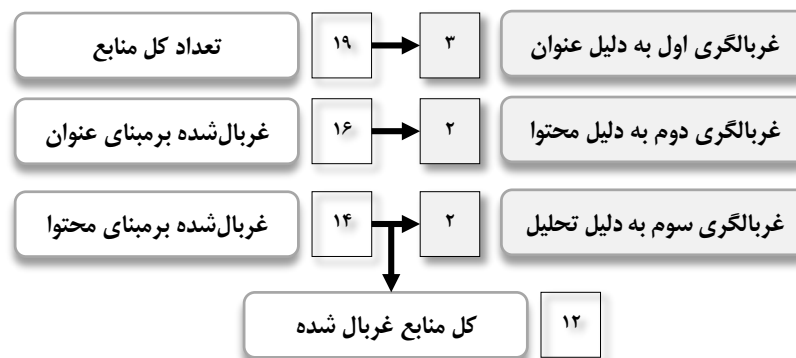 غربالگری اول به دلیل عنوان ۳ ۱۹ تعداد کل منابع
غربالگری دوم به دلیل محتوا ۲ ۱۶ غربال‌شده برمبنای عنوان
غربالگری سوم به دلیل تحلیل ۲ ۱۴ غربال‌شده برمبنای محتوا
۱۲ کل منابع غربال شده